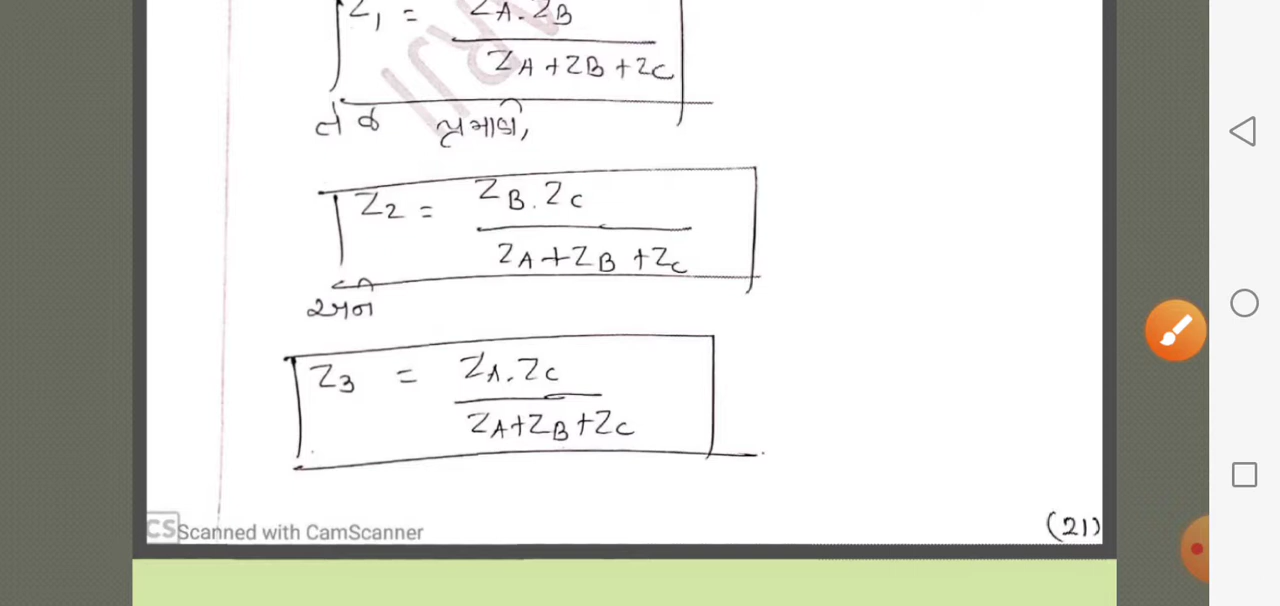 Z1 = ZA.ZB / ZA+ZB+ZC
તે જ પ્રમાણે,
Z2 = ZB.ZC / ZA+ZB+ZC
અને
Z3 = ZA.ZC / ZA+ZB+ZC
CS Scanned with CamScanner
(21)